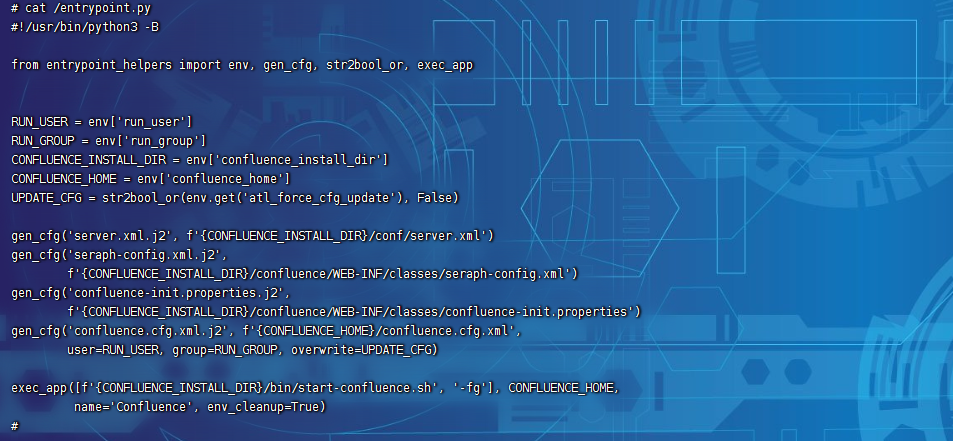 # cat /entrypoint.py
#!/usr/bin/python3 -B

from entrypoint_helpers import env, gen_cfg, str2bool_or, exec_app


RUN_USER = env['run_user']
RUN_GROUP = env['run_group']
CONFLUENCE_INSTALL_DIR = env['confluence_install_dir']
CONFLUENCE_HOME = env['confluence_home']
UPDATE_CFG = str2bool_or(env.get('atl_force_cfg_update'), False)

gen_cfg('server.xml.j2', f'{CONFLUENCE_INSTALL_DIR}/conf/server.xml')
gen_cfg('seraph-config.xml.j2',
        f'{CONFLUENCE_INSTALL_DIR}/confluence/WEB-INF/classes/seraph-config.xml')
gen_cfg('confluence-init.properties.j2',
        f'{CONFLUENCE_INSTALL_DIR}/confluence/WEB-INF/classes/confluence-init.properties')
gen_cfg('confluence.cfg.xml.j2', f'{CONFLUENCE_HOME}/confluence.cfg.xml',
        user=RUN_USER, group=RUN_GROUP, overwrite=UPDATE_CFG)

exec_app([f'{CONFLUENCE_INSTALL_DIR}/bin/start-confluence.sh', '-fg'], CONFLUENCE_HOME,
         name='Confluence', env_cleanup=True)
#